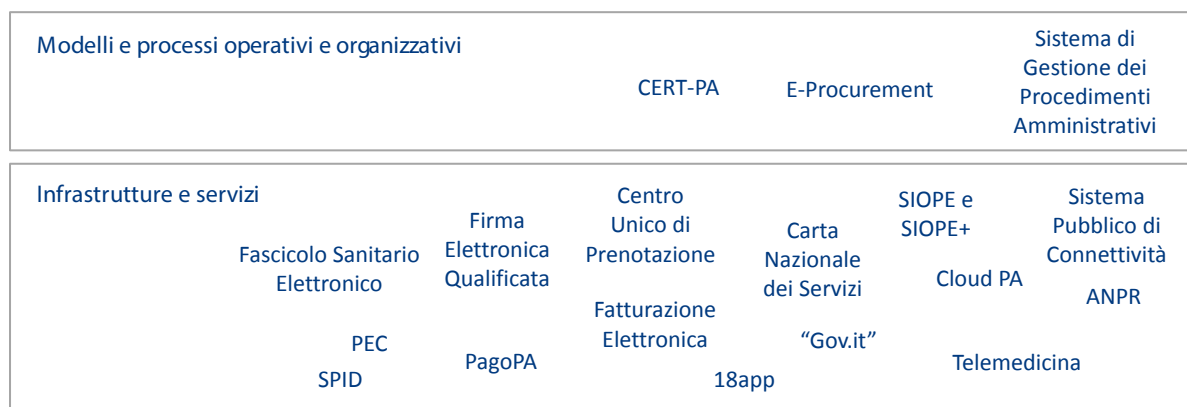 Modelli e processi operativi e organizzativi
CERT-PA
E-Procurement
Sistema di
Gestione dei
Procedimenti
Amministrativi
Infrastrutture e servizi
Fascicolo Sanitario
Elettronico
Firma
Elettronica
Qualificata
Centro
Unico di
Prenotazione
Carta
Nazionale
dei Servizi
SIOPE e
SIOPE+
Sistema
Pubblico di
Connettività
Cloud PA
ANPR
Fatturazione
Elettronica
PEC
SPID
PagoPA
18app
“Gov.it”
Telemedicina